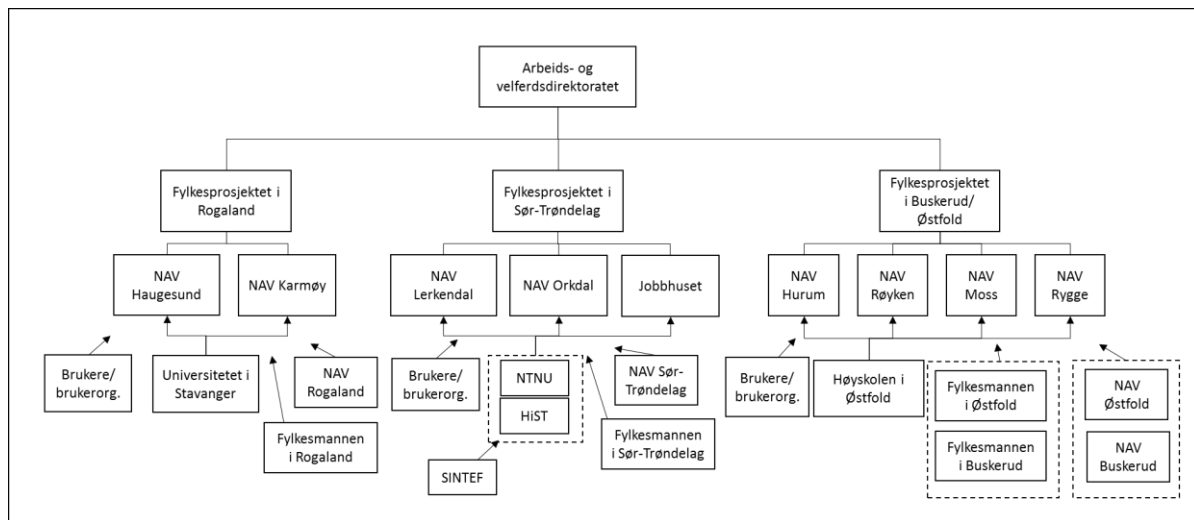 Arbeids- og
velferdsdirektoratet
Fylkesprosjektet i
Rogaland
Fylkesprosjektet i
Sør-Trøndelag
Fylkesprosjektet
i Buskerud/
Østfold
NAV
Haugesund
NAV Karmøy
NAV
Lerkendal
NAV Orkdal
Jobbhuset
NAV
Hurum
NAV
Røyken
NAV
Moss
NAV
Rygge
Brukere/
brukerorg.
Universitetet i
Stavanger
NAV
Rogaland
Fylkesmannen
i Rogaland
Brukere/
brukerorg.
NTNU
HiST
SINTEF
NAV Sør-
Trøndelag
Fylkesmannen
i Sør-Trøndelag
Brukere/
brukerorg.
Høyskolen i
Østfold
Fylkesmannen
i Østfold
Fylkesmannen
i Buskerud
NAV
Østfold
NAV
Buskerud